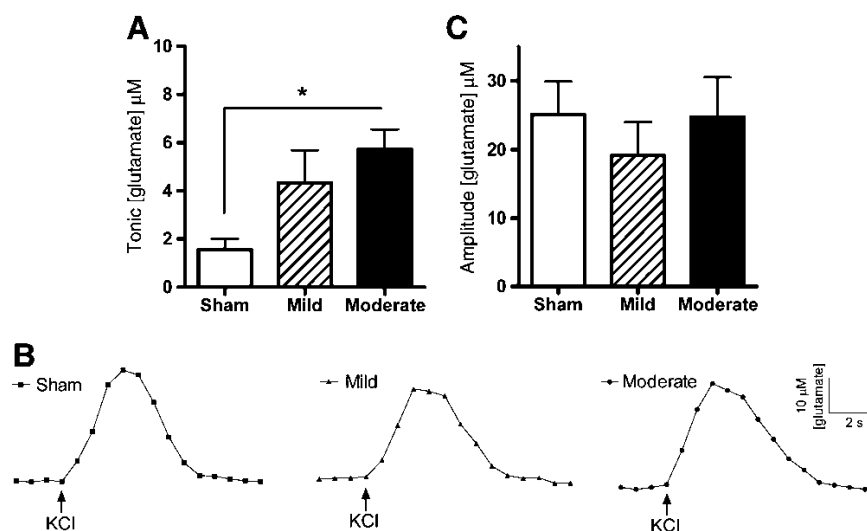 A
Tonic [glutamate] µM
10
8
6
4
2
0
*
Sham
Mild
Moderate
C
Amplitude [glutamate] µM
30
20
10
0
Sham
Mild
Moderate
B
Sham
KCl
Mild
KCl
Moderate
KCl
10 µM
[glutamate]
2 s